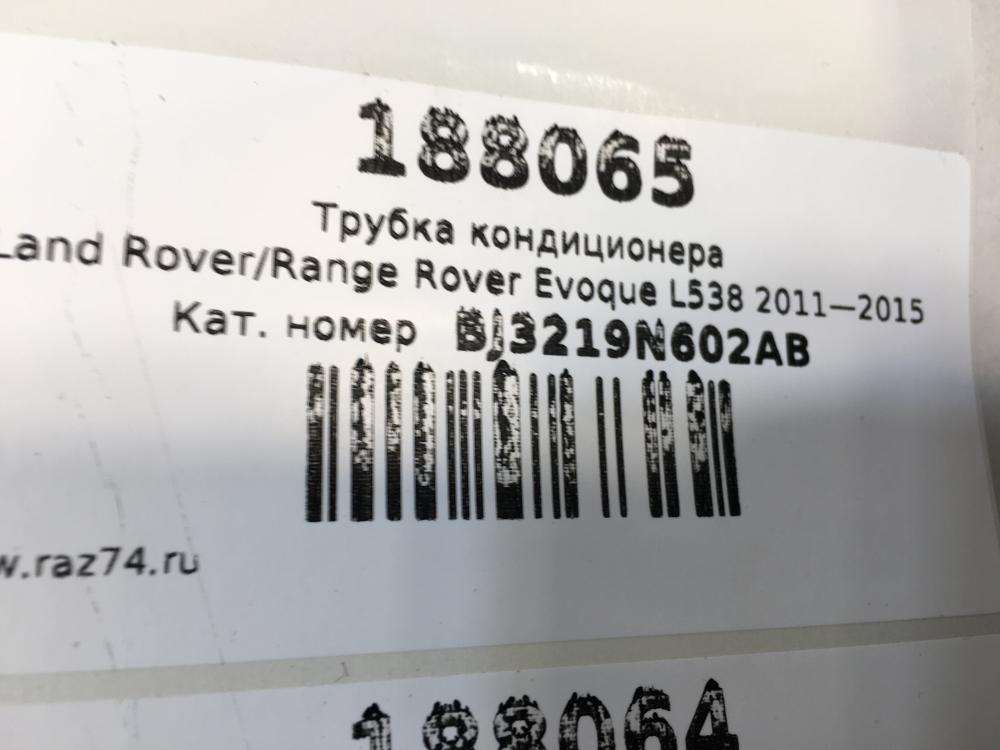 188065
Трубка кондиционера
Land Rover/Range Rover Evoque L538 2011—2015
Кат. номер BJ3219N602AB
w.raz74.ru
188064